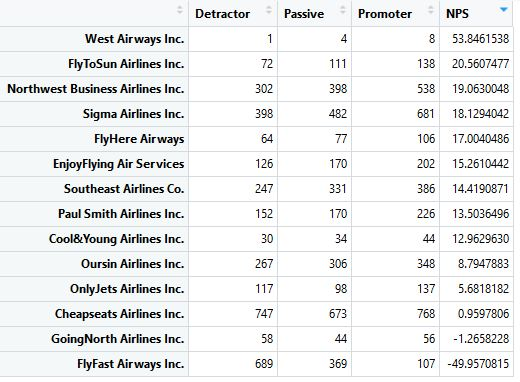 Detractor Passive Promoter NPS
West Airways Inc. 1 4 8 53.8461538
FlyToSun Airlines Inc. 72 111 138 20.5607477
Northwest Business Airlines Inc. 302 398 538 19.0630048
Sigma Airlines Inc. 398 482 681 18.1294042
FlyHere Airways 64 77 106 17.0040486
EnjoyFlying Air Services 126 170 202 15.2610442
Southeast Airlines Co. 247 331 386 14.4190871
Paul Smith Airlines Inc. 152 170 226 13.5036496
Cool&Young Airlines Inc. 30 34 44 12.9629630
Oursin Airlines Inc. 267 306 348 8.7947883
OnlyJets Airlines Inc. 117 98 137 5.6818182
Cheapseats Airlines Inc. 747 673 768 0.9597806
GoingNorth Airlines Inc. 58 44 56 -1.2658228
FlyFast Airways Inc. 689 369 107 -49.9570815